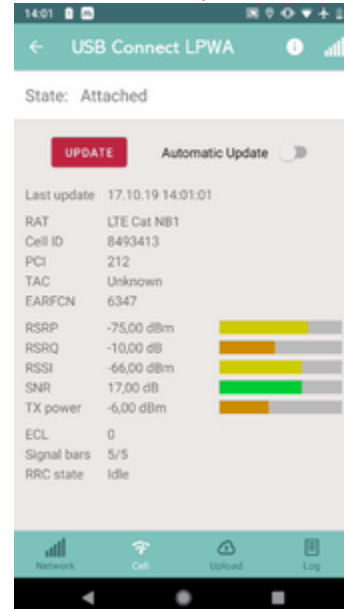 14:01
USB Connect LPWA
State: Attached
UPDATE Automatic Update
Last update 17.10.19 14:01:01
RAT LTE Cat NB1
Cell ID 8493413
PCI 212
TAC Unknown
EARFCN 6347
RSRP -75,00 dBm
RSRQ -10,00 dB
RSSI -66,00 dBm
SNR 17,00 dB
TX power -6,00 dBm
ECL 0
Signal bars 5/5
RRC state Idle
Network Cell Upload Log